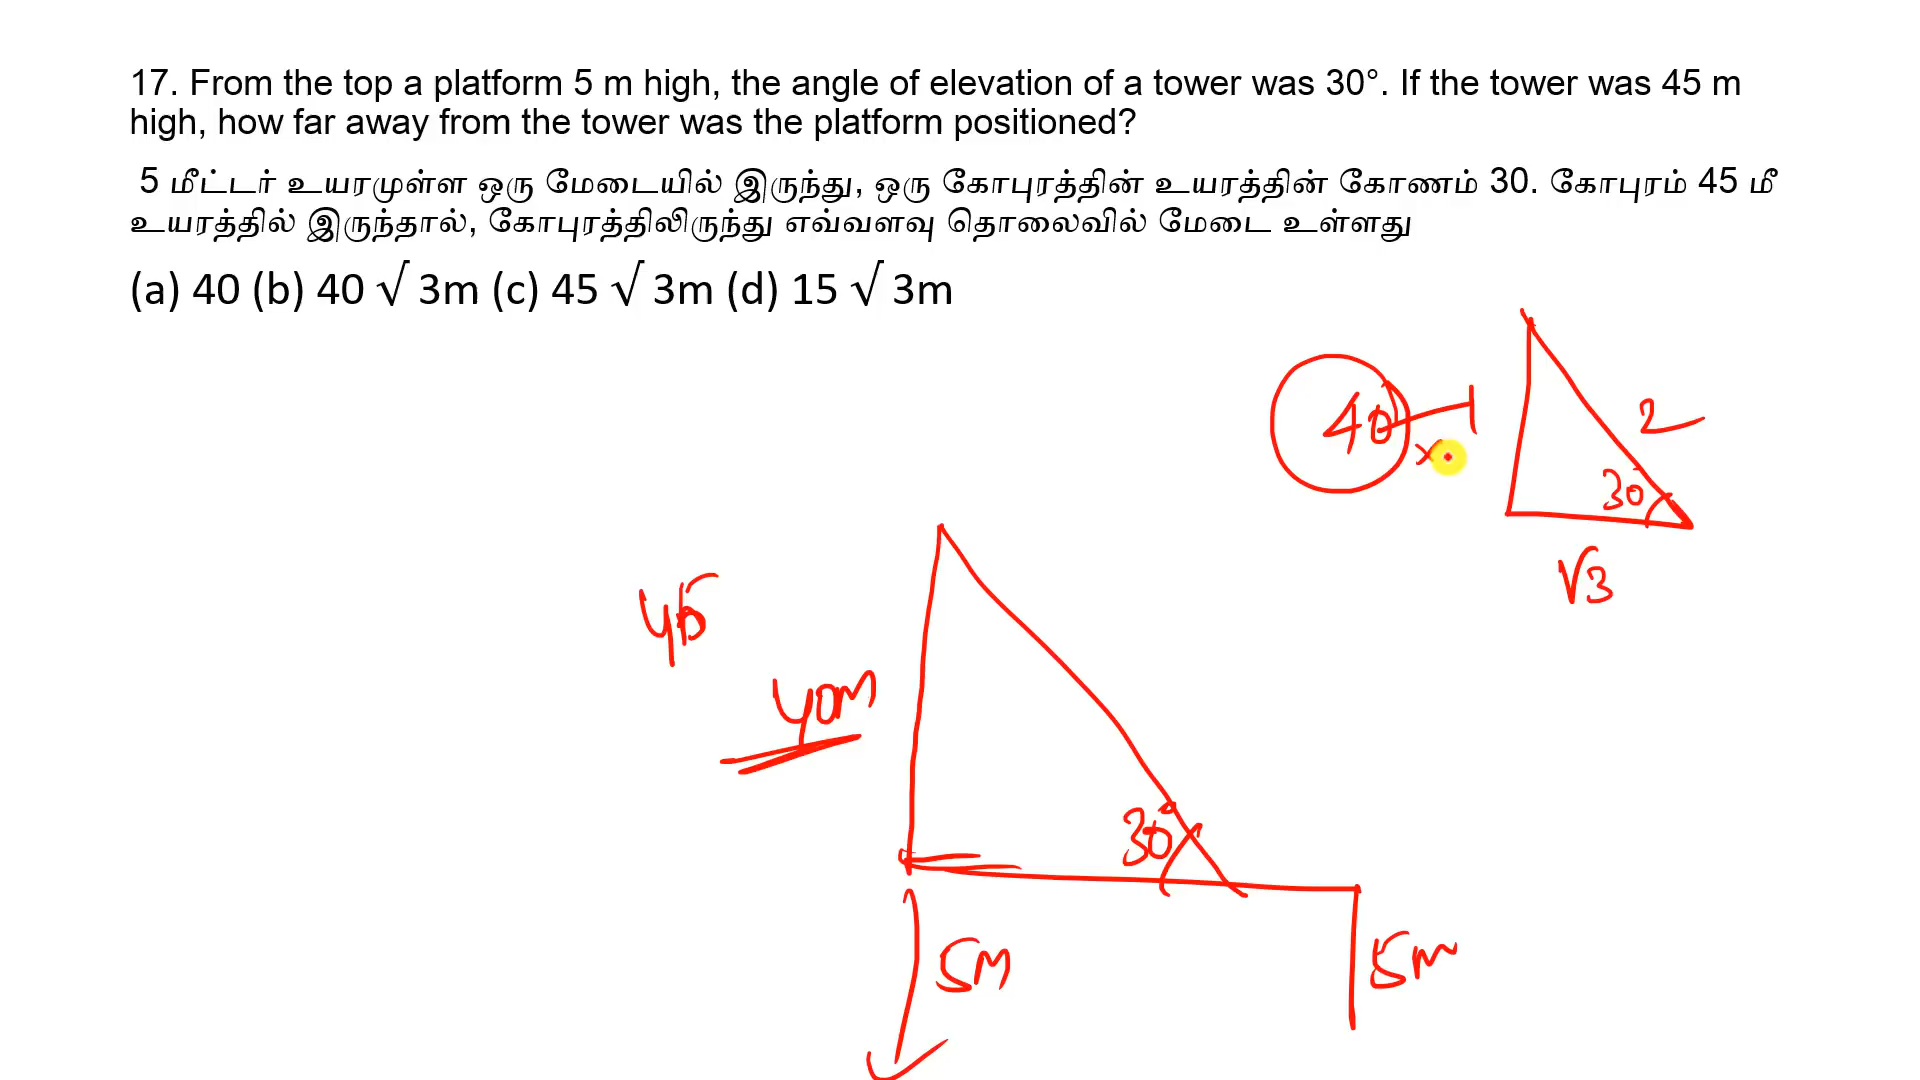 17. From the top a platform 5 m high, the angle of elevation of a tower was 30°. If the tower was 45 m
high, how far away from the tower was the platform positioned?
5 மீட்டர் உயரமுள்ள ஒரு மேடையில் இருந்து, ஒரு கோபுரத்தின் உயரத்தின் கோணம் 30. கோபுரம் 45 மீ
உயரத்தில் இருந்தால், கோபுரத்திலிருந்து எவ்வளவு தொலைவில் மேடை உள்ளது
(a) 40 (b) 40 √ 3m (c) 45 √ 3m (d) 15 √ 3m
40 1
×
2
30°
√3
45
40m
30°
5m
5m